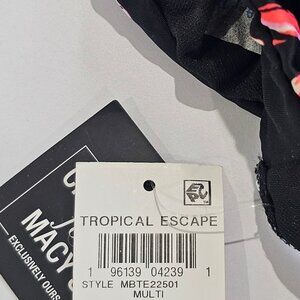 TROPICAL ESCAPE
1 96139 04239 1
STYLE MBTE22501
MULTI
MACY
EXCLUSIVELY OURS